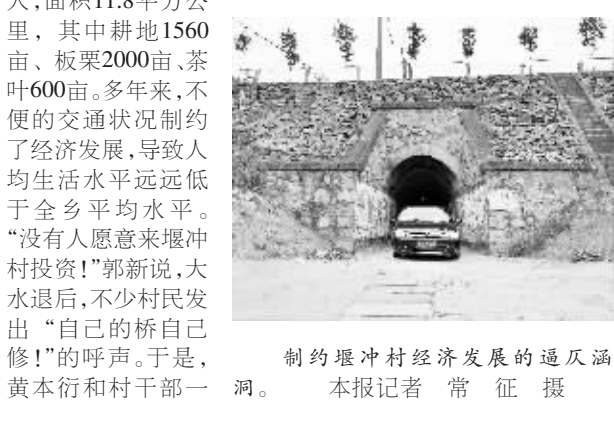 人，面积11.8平方公
里，其中耕地1560
亩、板栗2000亩、茶
叶600亩。多年来，不
便的交通状况制约
了经济发展，导致人
均生活水平远远低
于全乡平均水平。
“没有人愿意来堰冲
村投资！”郭新说，大
水退后，不少村民发
出“自己的桥自己
修！”的呼声。于是，
黄本衍和村干部一
制约堰冲村经济发展的逼仄涵
洞。 本报记者 常 征 摄